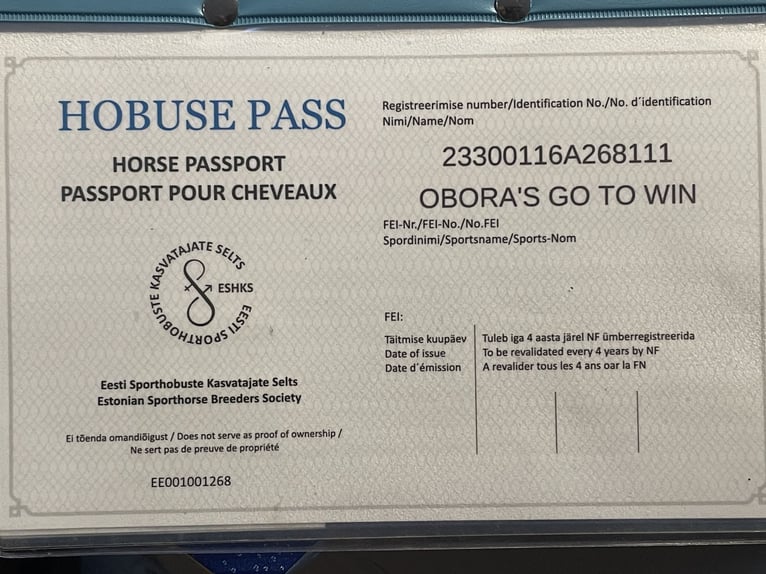 HOBUSE PASS
HORSE PASSPORT
PASSPORT POUR CHEVEAUX
EESTI SPORTHOBUSTE KASVATAJATE SELTS
ESHKS
Eesti Sporthobuste Kasvatajate Selts
Estonian Sporthorse Breeders Society
Ei tõenda omandiõigust / Does not serve as proof of ownership /
Ne sert pas de preuve de propriété
EE001001268
Registreerimise number/Identification No./No. d´identification
Nimi/Name/Nom
23300116A268111
OBORA'S GO TO WIN
FEI-Nr./FEI-No./No.FEI
Spordinimi/Sportsname/Sports-Nom
FEI:
Täitmise kuupäev
Date of issue
Date d´émission
Tuleb iga 4 aasta järel NF ümberregistreerida
To be revalidated every 4 years by NF
A revalider tous les 4 ans oar la FN